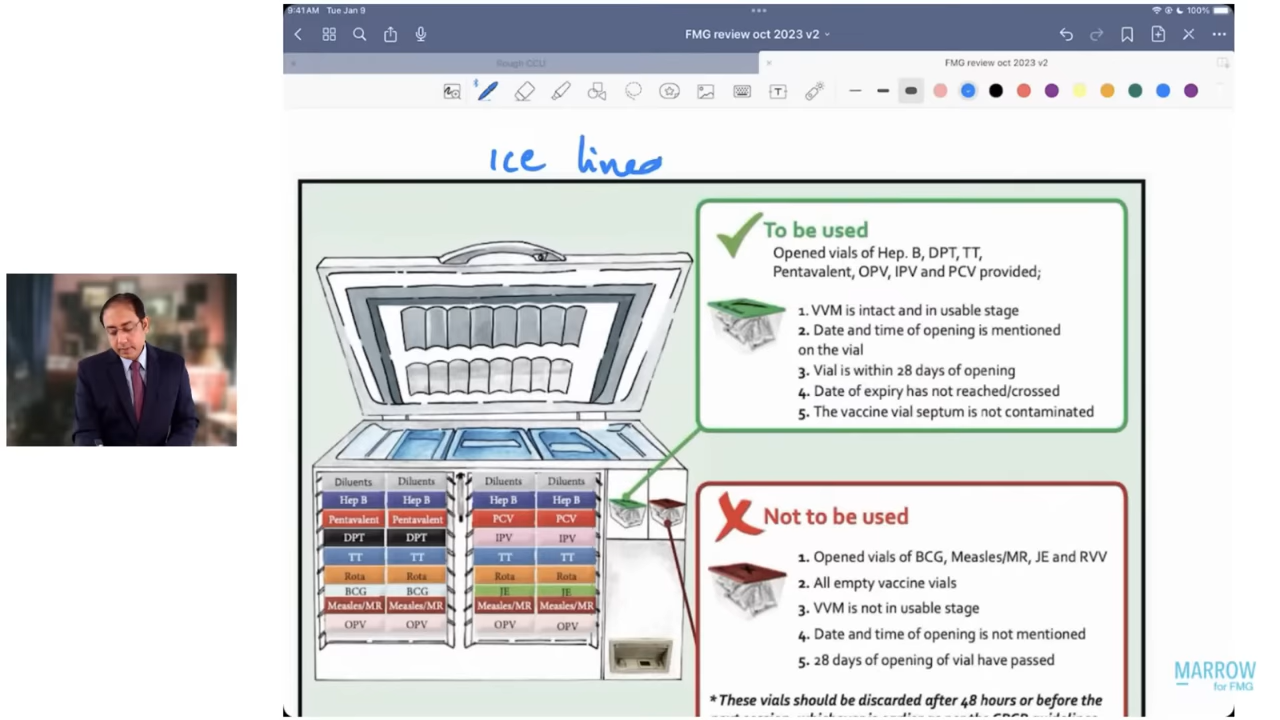 9:41AM Tue Jan 9
100%
FMG review oct 2023 v2
Rough CCLI
FMG review oct 2023 v2
ice lined
To be used
Opened vials of Hep. B, DPT, TT,
Pentavalent, OPV, IPV and PCV provided;
1. VVM is intact and in usable stage
2. Date and time of opening is mentioned
on the vial
3. Vial is within 28 days of opening
4. Date of expiry has not reached/crossed
5. The vaccine vial septum is not contaminated
Diluents Diluents Diluents Diluents
Hep B Hep B Hep B Hep B
Pentavalent Pentavalent PCV PCV
DPT DPT IPV IPV
TT TT TT TT
Rota Rota Rota Rota
BCG BCG JE JE
Measles/MR Measles/MR Measles/MR Measles/MR
OPV OPV OPV OPV
Not to be used
1. Opened vials of BCG, Measles/MR, JE and RVV
2. All empty vaccine vials
3. VVM is not in usable stage
4. Date and time of opening is not mentioned
5. 28 days of opening of vial have passed
*These vials should be discarded after 48 hours or before the
MARROW
for FMG